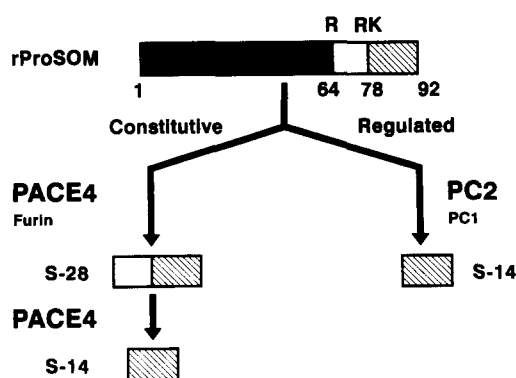 R RK
rProSOM
1 64 78 92
Constitutive Regulated
PACE4 PC2
Furin PC1
S-28 S-14
PACE4
S-14